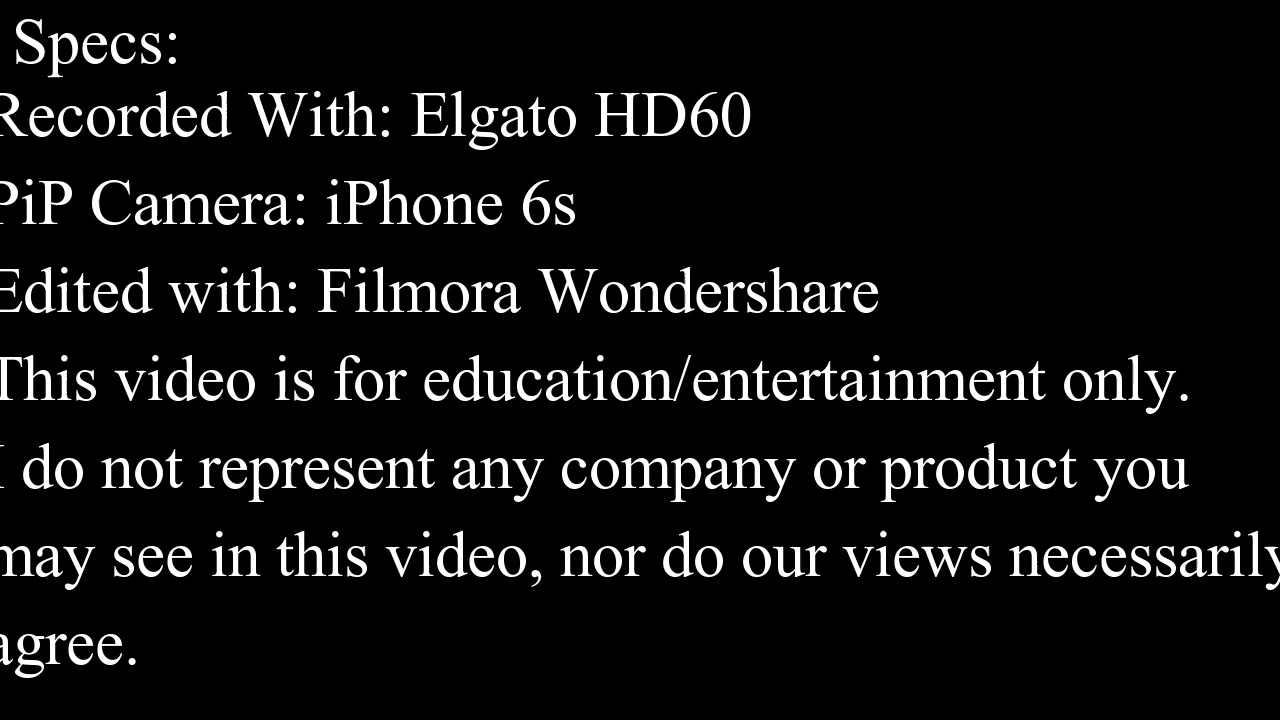 Specs:
Recorded With: Elgato HD60
PiP Camera: iPhone 6s
Edited with: Filmora Wondershare
This video is for education/entertainment only.
I do not represent any company or product you
may see in this video, nor do our views necessarily
agree.